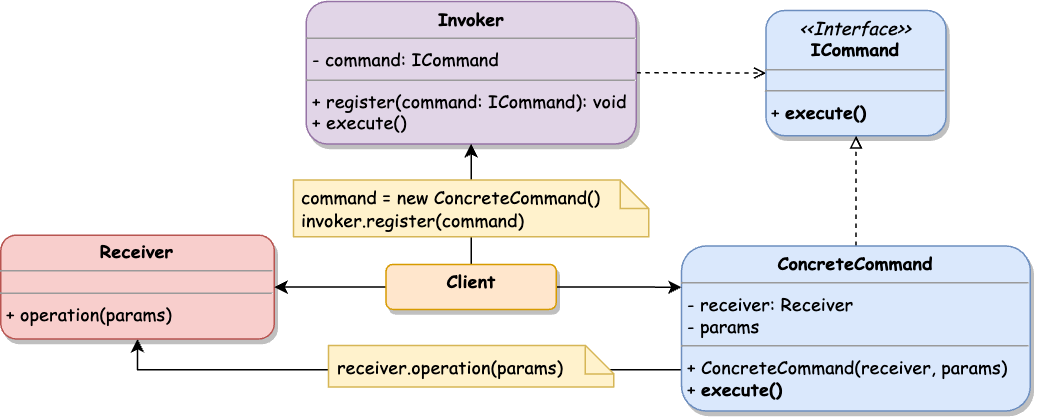 Invoker
- command: ICommand
+ register(command: ICommand): void
+ execute()
<<Interface>>
ICommand
+ execute()
command = new ConcreteCommand()
invoker.register(command)
Receiver
+ operation(params)
Client
ConcreteCommand
- receiver: Receiver
- params
+ ConcreteCommand(receiver, params)
+ execute()
receiver.operation(params)